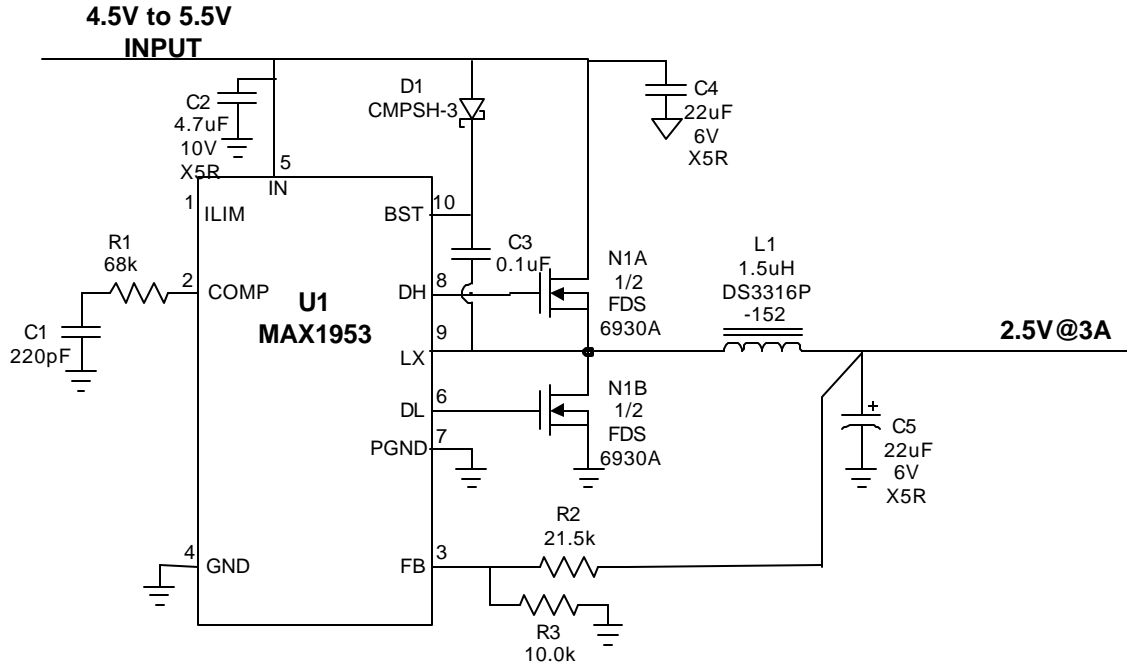 4.5V to 5.5V
INPUT
C2
4.7uF
10V
X5R
D1
CMPSH-3
C4
22uF
6V
X5R
5
IN
1
ILIM
BST
10
R1
68k
C3
0.1uF
2
COMP
U1
MAX1953
DH
8
N1A
1/2
FDS
6930A
L1
1.5uH
DS3316P
-152
C1
220pF
LX
9
2.5V@3A
DL
6
N1B
1/2
FDS
6930A
PGND
7
C5
+
22uF
6V
X5R
4
GND
FB
3
R2
21.5k
R3
10.0k